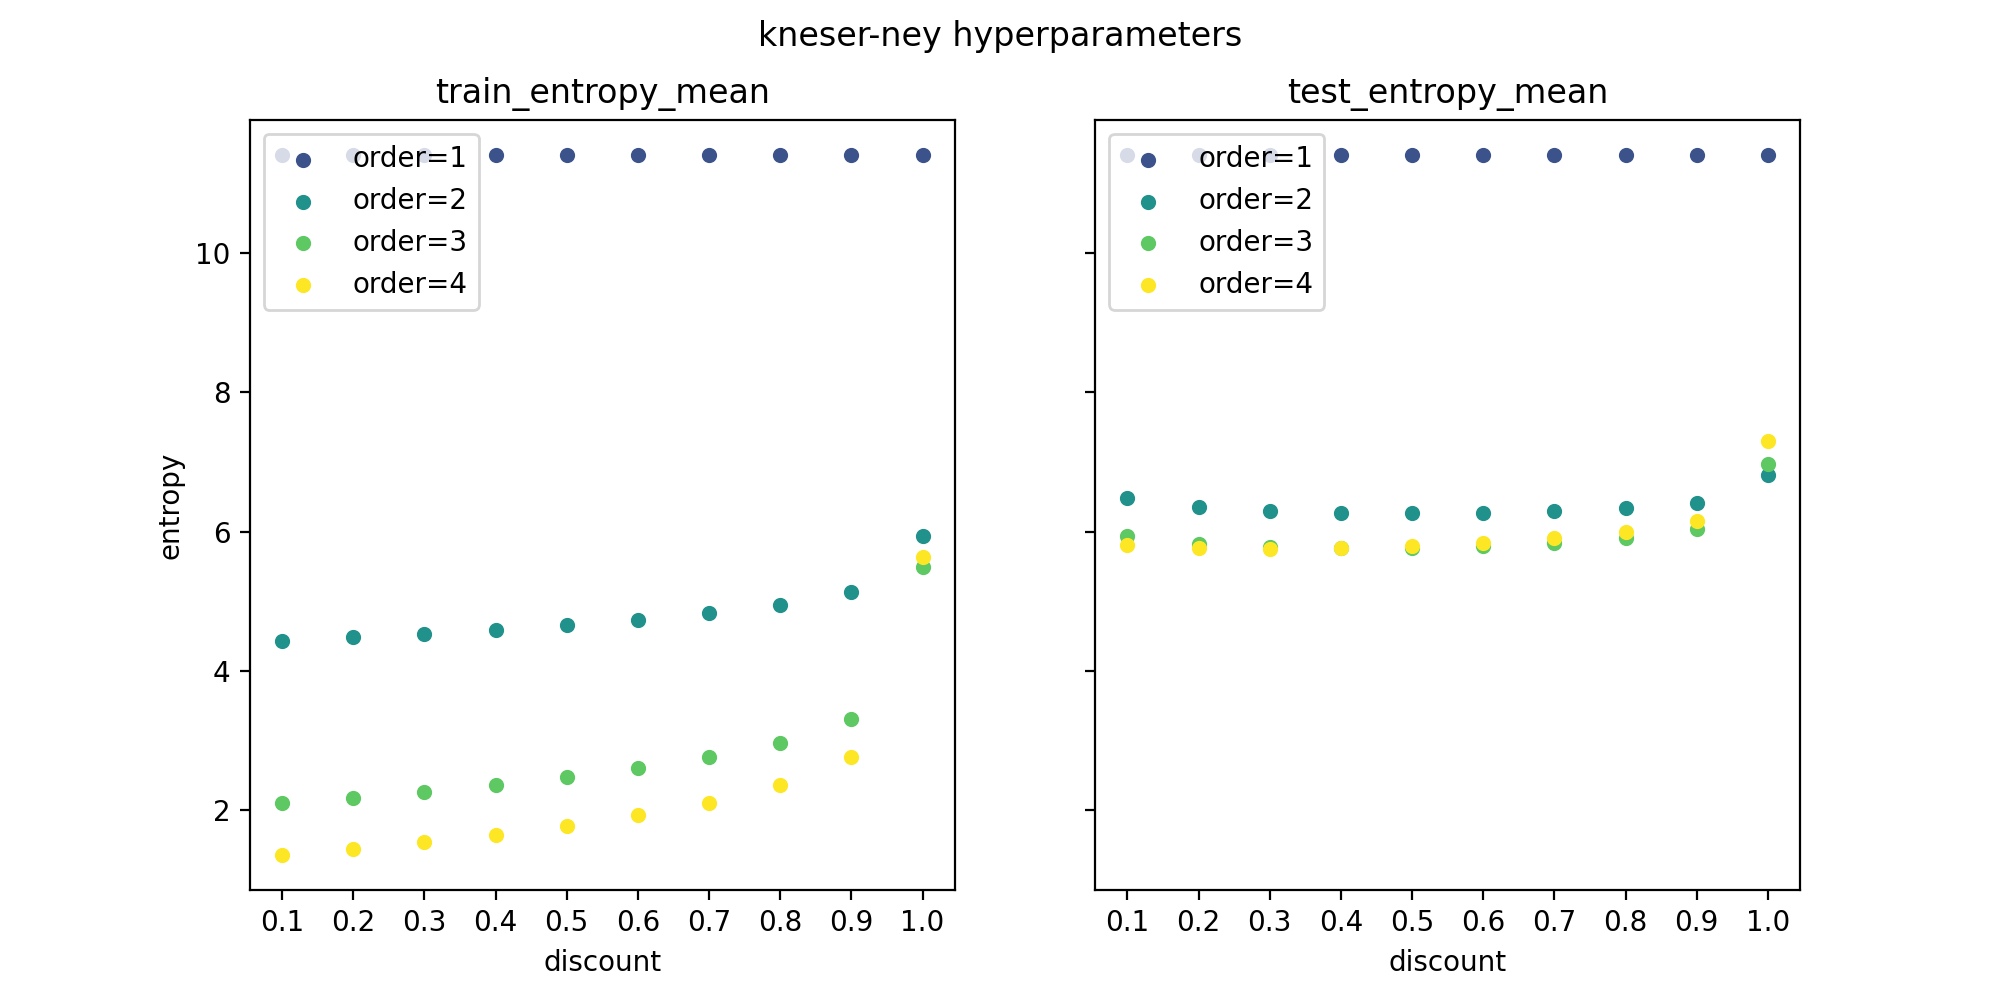 kneser-ney hyperparameters
train_entropy_mean
order=1
order=2
order=3
order=4
10
8
6
4
2
entropy
0.1 0.2 0.3 0.4 0.5 0.6 0.7 0.8 0.9 1.0
discount
test_entropy_mean
order=1
order=2
order=3
order=4
0.1 0.2 0.3 0.4 0.5 0.6 0.7 0.8 0.9 1.0
discount